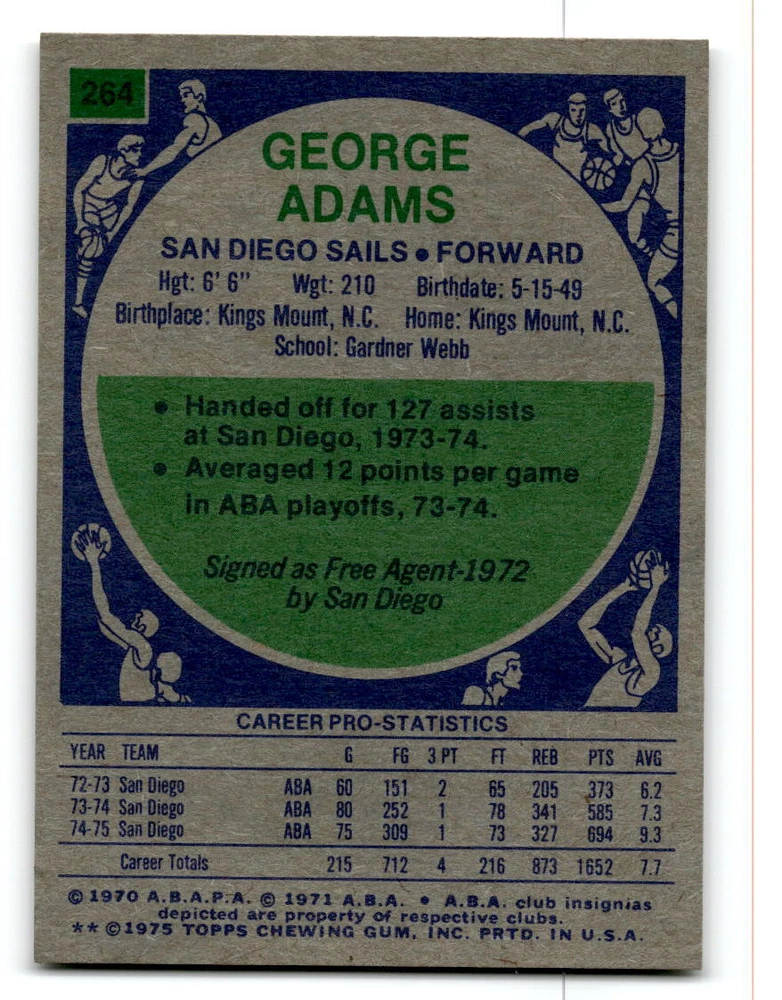 264
GEORGE
ADAMS
SAN DIEGO SAILS • FORWARD
Hgt: 6' 6" Wgt: 210 Birthdate: 5-15-49
Birthplace: Kings Mount, N.C. Home: Kings Mount, N.C.
School: Gardner Webb
• Handed off for 127 assists
at San Diego, 1973-74.
• Averaged 12 points per game
in ABA playoffs, 73-74.
Signed as Free Agent-1972
by San Diego
CAREER PRO-STATISTICS
YEAR TEAM G FG 3 PT FT REB PTS AVG
72-73 San Diego ABA 60 151 2 65 205 373 6.2
73-74 San Diego ABA 80 252 1 78 341 585 7.3
74-75 San Diego ABA 75 309 1 73 327 694 9.3
Career Totals 215 712 4 216 873 1652 7.7
© 1970 A.B.A.P.A. © 1971 A.B.A. • A.B.A. club insignias
depicted are property of respective clubs.
** ©1975 TOPPS CHEWING GUM, INC. PRTD. IN U.S.A.